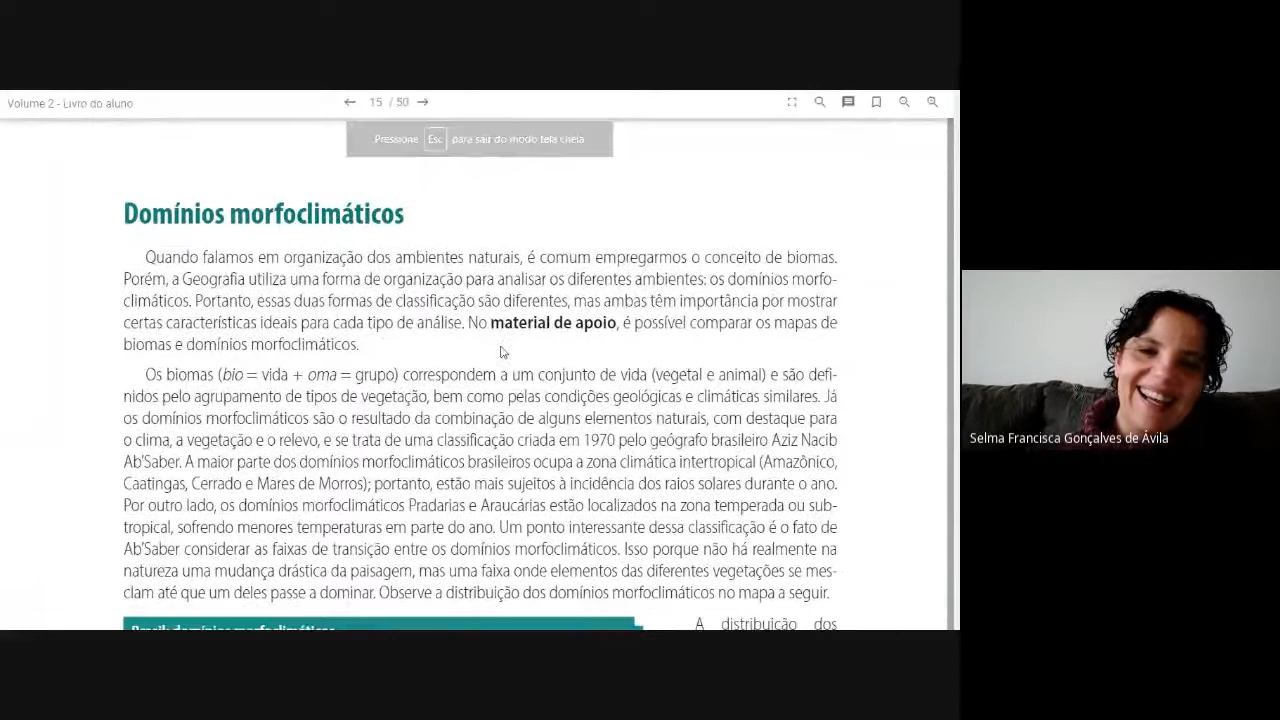 Volume 2 - Livro do aluno
15 / 50
Pressione Esc para sair do modo tela cheia
Domínios morfoclimáticos
Quando falamos em organização dos ambientes naturais, é comum empregarmos o conceito de biomas.
Porém, a Geografia utiliza uma forma de organização para analisar os diferentes ambientes: os domínios morfo-
climáticos. Portanto, essas duas formas de classificação são diferentes, mas ambas têm importância por mostrar
certas características ideais para cada tipo de análise. No material de apoio, é possível comparar os mapas de
biomas e domínios morfoclimáticos.
Os biomas (bio = vida + oma = grupo) correspondem a um conjunto de vida (vegetal e animal) e são defi-
nidos pelo agrupamento de tipos de vegetação, bem como pelas condições geológicas e climáticas similares. Já
os domínios morfoclimáticos são o resultado da combinação de alguns elementos naturais, com destaque para
o clima, a vegetação e o relevo, e se trata de uma classificação criada em 1970 pelo geógrafo brasileiro Aziz Nacib
Ab'Saber. A maior parte dos domínios morfoclimáticos brasileiros ocupa a zona climática intertropical (Amazônico,
Caatingas, Cerrado e Mares de Morros); portanto, estão mais sujeitos à incidência dos raios solares durante o ano.
Por outro lado, os domínios morfoclimáticos Pradarias e Araucárias estão localizados na zona temperada ou sub-
tropical, sofrendo menores temperaturas em parte do ano. Um ponto interessante dessa classificação é o fato de
Ab'Saber considerar as faixas de transição entre os domínios morfoclimáticos. Isso porque não há realmente na
natureza uma mudança drástica da paisagem, mas uma faixa onde elementos das diferentes vegetações se mes-
clam até que um deles passe a dominar. Observe a distribuição dos domínios morfoclimáticos no mapa a seguir.
Brasil: domínios morfoclimáticos
A distribuição dos
Selma Francisca Gonçalves de Ávila